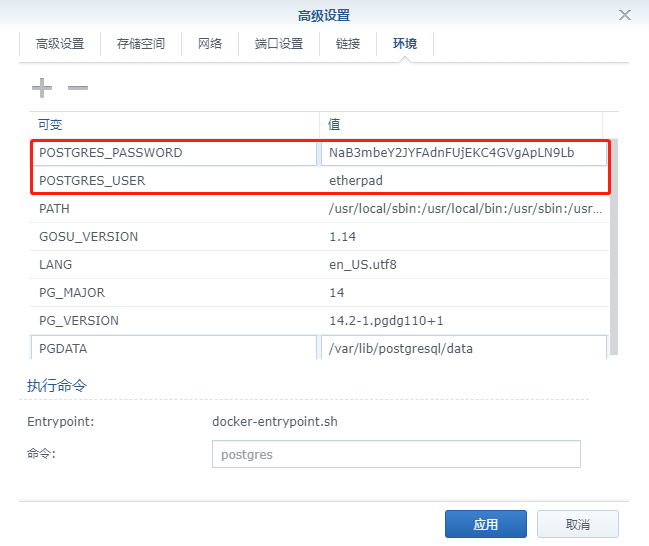 高级设置
高级设置 存储空间 网络 端口设置 链接 环境
可变 值
POSTGRES_PASSWORD NaB3mbeY2JYFAdnFUjEKC4GVgApLN9Lb
POSTGRES_USER etherpad
PATH /usr/local/sbin:/usr/local/bin:/usr/sbin:/usr...
GOSU_VERSION 1.14
LANG en_US.utf8
PG_MAJOR 14
PG_VERSION 14.2-1.pgdg110+1
PGDATA /var/lib/postgresql/data
执行命令
Entrypoint: docker-entrypoint.sh
命令: postgres
应用 取消